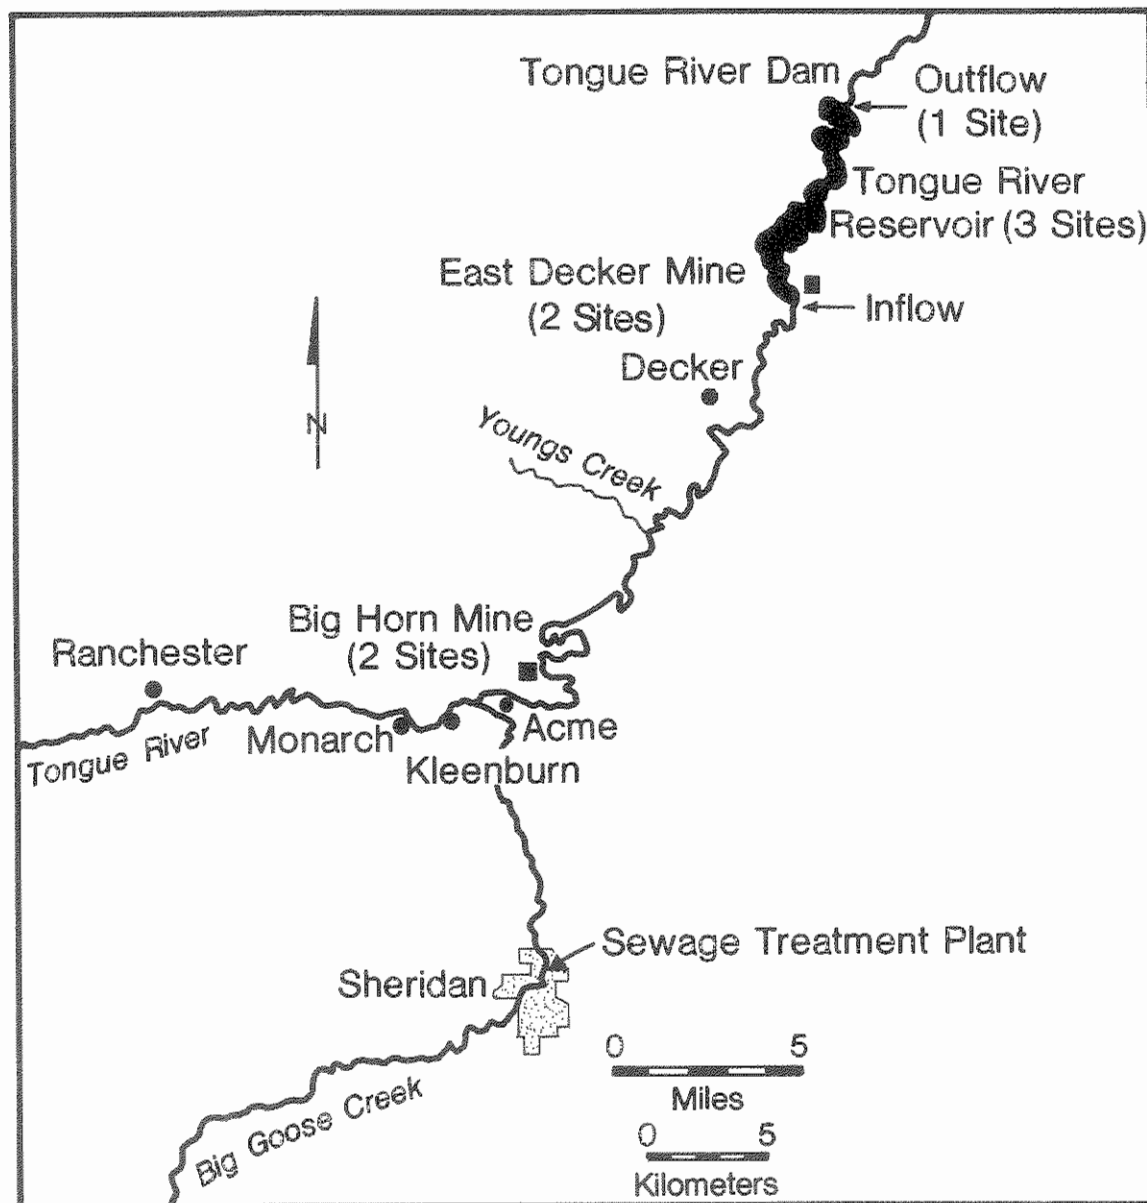 Tongue River Dam
Outflow
(1 Site)
Tongue River
Reservoir (3 Sites)
East Decker Mine
(2 Sites)
Inflow
Decker
N
Youngs Creek
Big Horn Mine
(2 Sites)
Ranchester
Tongue River
Monarch
Acme
Kleenburn
Sewage Treatment Plant
Sheridan
Big Goose Creek
0 5
Miles
0 5
Kilometers